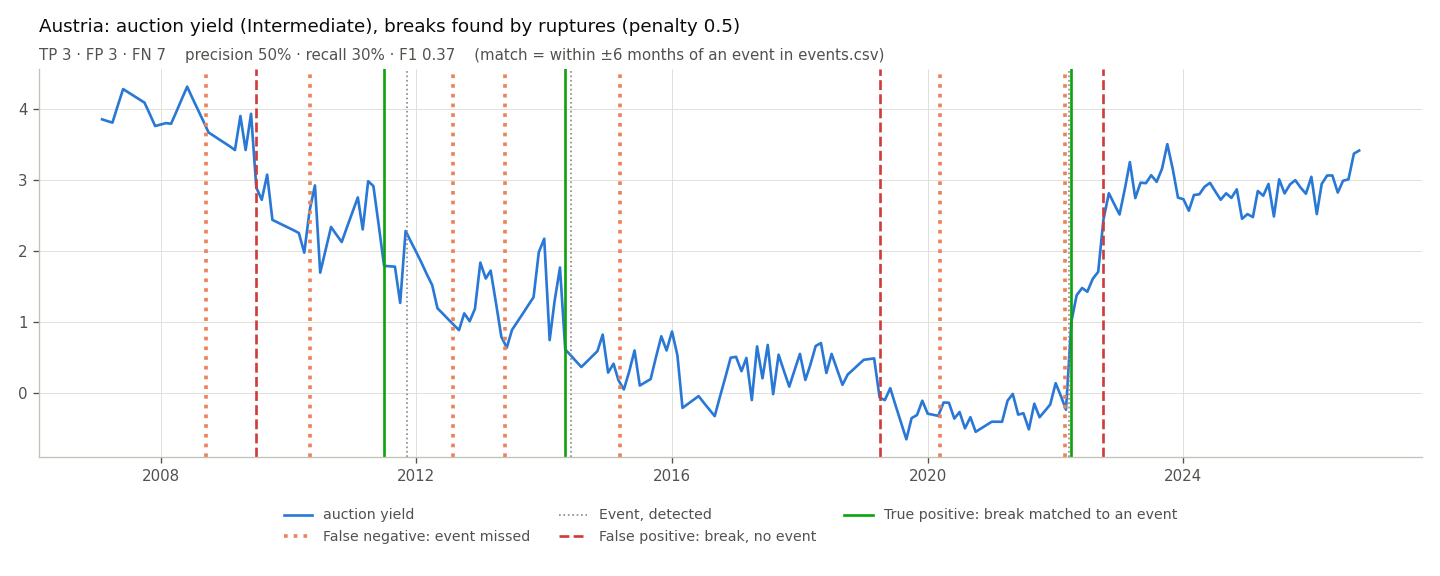 Austria: auction yield (Intermediate), breaks found by ruptures (penalty 0.5)
TP 3 · FP 3 · FN 7    precision 50% · recall 30% · F1 0.37    (match = within ±6 months of an event in events.csv)
4
3
2
1
0
2008
2012
2016
2020
2024
auction yield
Event, detected
True positive: break matched to an event
False negative: event missed
False positive: break, no event